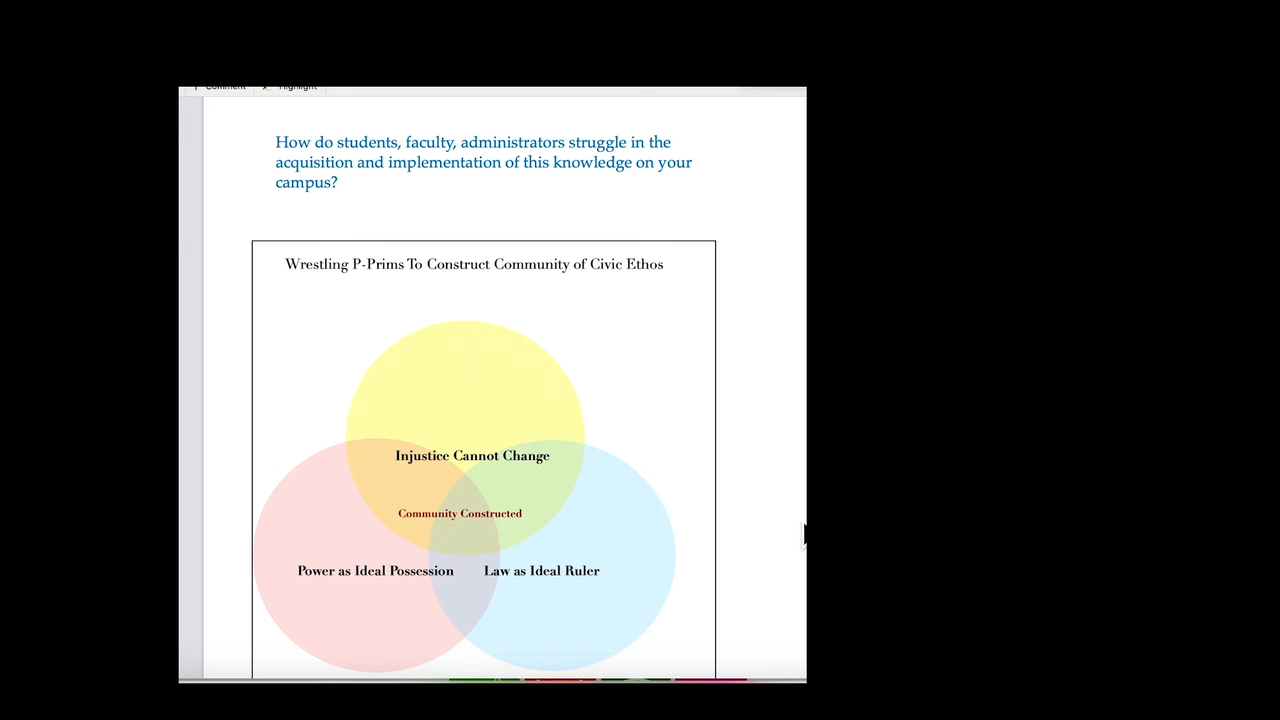 Comment Highlight
How do students, faculty, administrators struggle in the
acquisition and implementation of this knowledge on your
campus?
Wrestling P-Prims To Construct Community of Civic Ethos
Injustice Cannot Change
Community Constructed
Power as Ideal Possession Law as Ideal Ruler